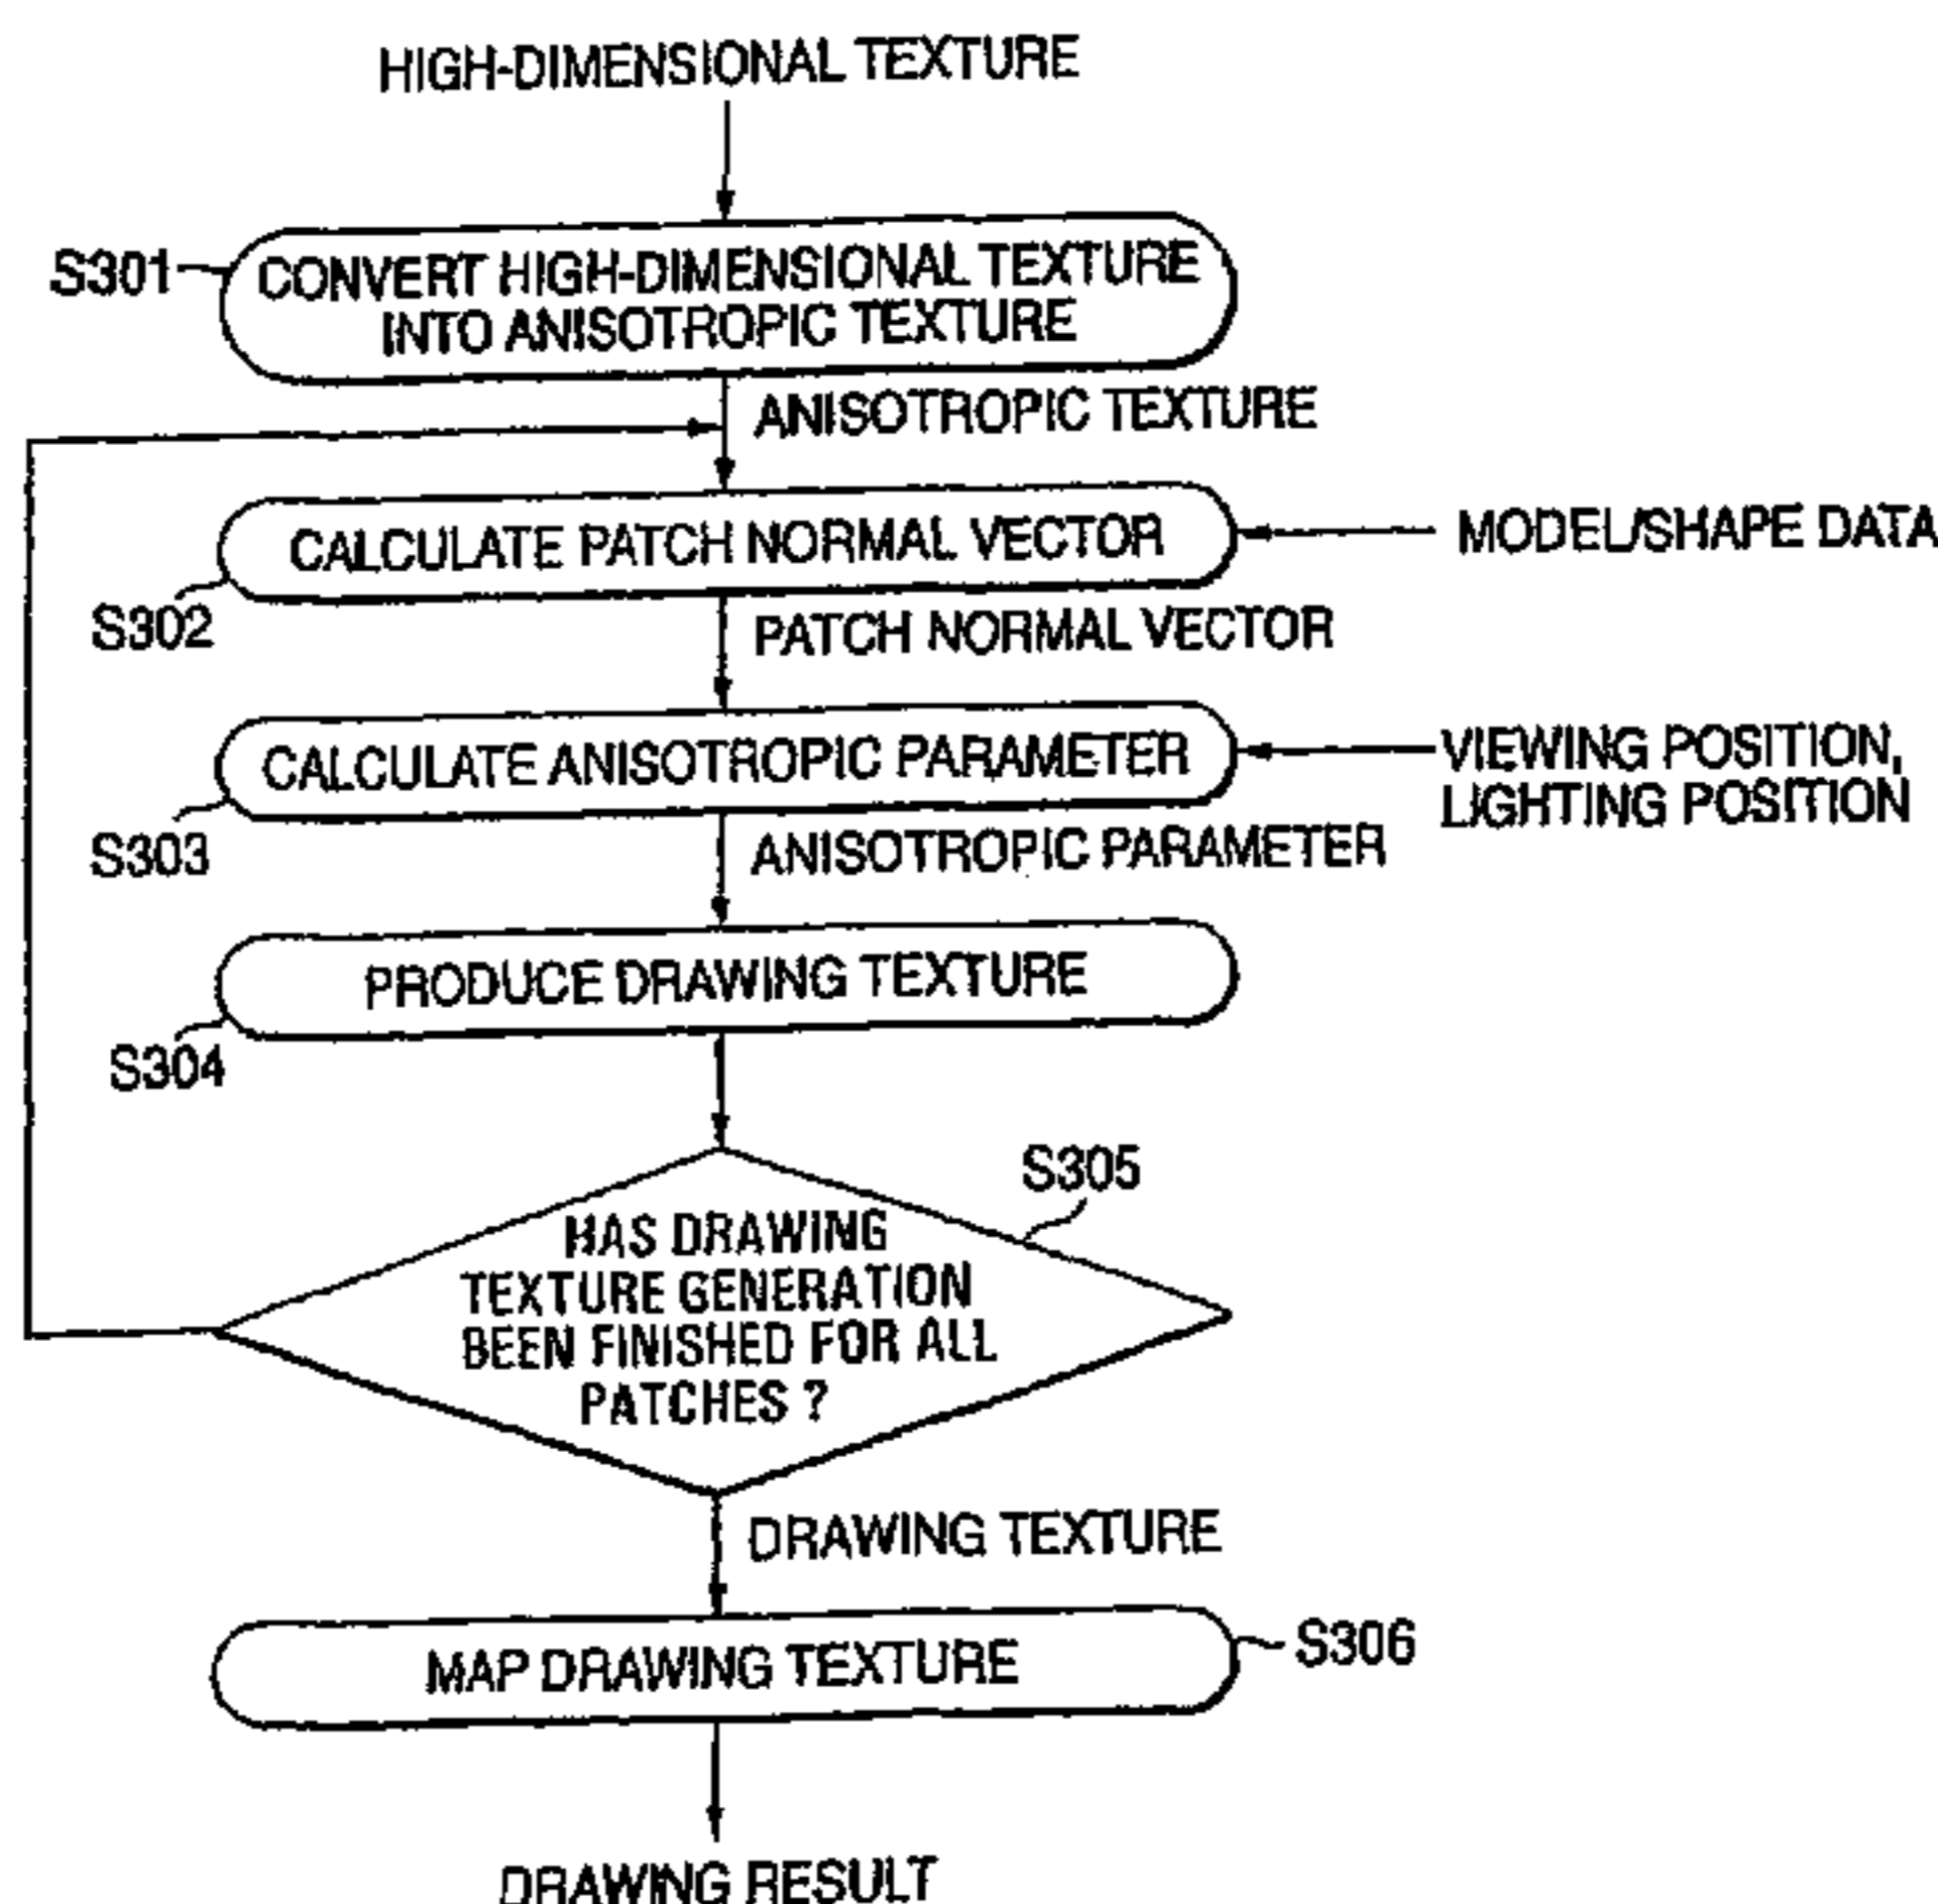 HIGH-DIMENSIONAL TEXTURE
S301
CONVERT HIGH-DIMENSIONAL TEXTURE
INTO ANISOTROPIC TEXTURE
ANISOTROPIC TEXTURE
CALCULATE PATCH NORMAL VECTOR
MODEL/SHAPE DATA
S302
PATCH NORMAL VECTOR
CALCULATE ANISOTROPIC PARAMETER
VIEWING POSITION,
LIGHTING POSITION
S303
ANISOTROPIC PARAMETER
PRODUCE DRAWING TEXTURE
S304
S305
HAS DRAWING
TEXTURE GENERATION
BEEN FINISHED FOR ALL
PATCHES ?
DRAWING TEXTURE
MAP DRAWING TEXTURE
S306
DRAWING RESULT